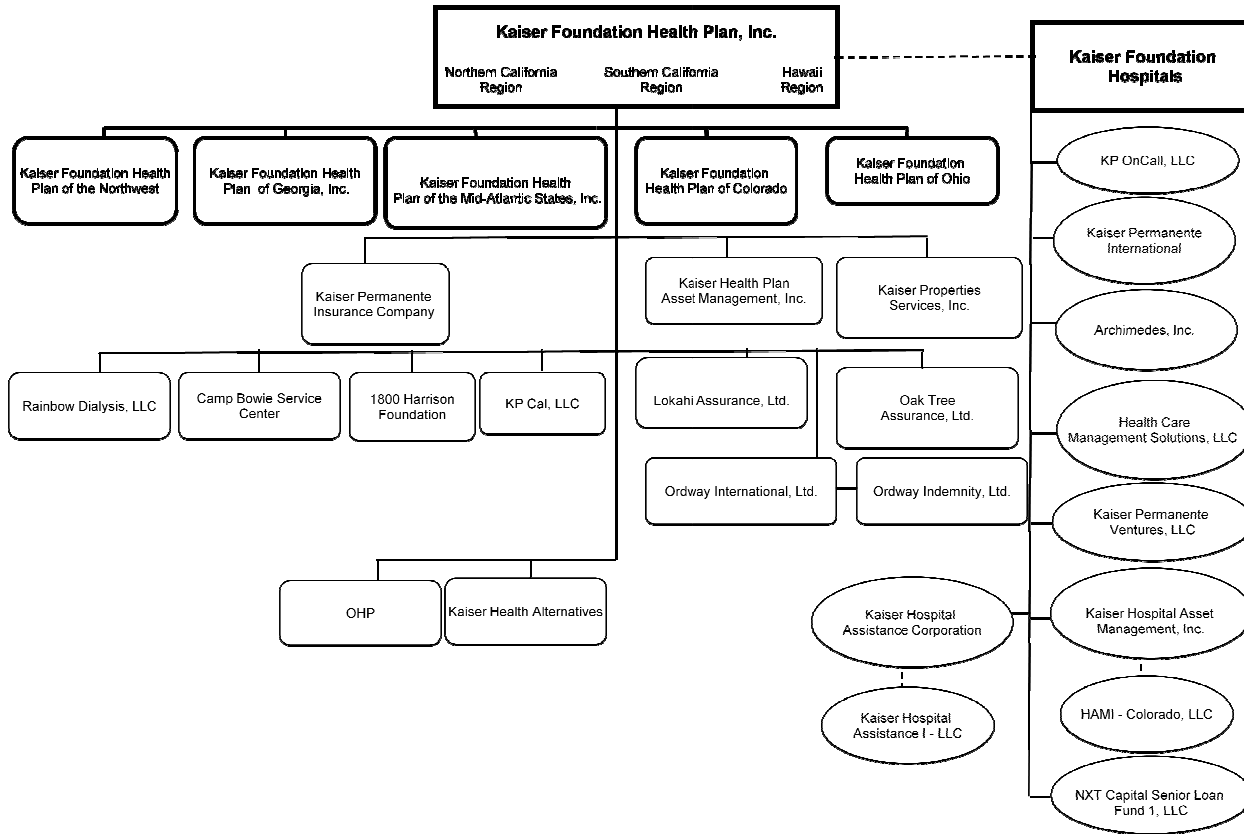 Kaiser Foundation Health Plan, Inc.
Northern California
Region
Southern California
Region
Hawaii
Region
Kaiser Foundation
Hospitals
Kaiser Foundation Health
Plan of the Northwest
Kaiser Foundation Health
Plan of Georgia, Inc.
Kaiser Foundation Health
Plan of the Mid-Atlantic States, Inc.
Kaiser Foundation
Health Plan of Colorado
Kaiser Foundation
Health Plan of Ohio
KP OnCall, LLC
Kaiser Permanente
International
Kaiser Permanente
Insurance Company
Kaiser Health Plan
Asset Management, Inc.
Kaiser Properties
Services, Inc.
Archimedes, Inc.
Rainbow Dialysis, LLC
Camp Bowie Service
Center
1800 Harrison
Foundation
KP Cal, LLC
Lokahi Assurance, Ltd.
Oak Tree
Assurance, Ltd.
Health Care
Management Solutions, LLC
Ordway International, Ltd.
Ordway Indemnity, Ltd.
Kaiser Permanente
Ventures, LLC
OHP
Kaiser Health Alternatives
Kaiser Hospital
Assistance Corporation
Kaiser Hospital Asset
Management, Inc.
Kaiser Hospital
Assistance I - LLC
HAMI - Colorado, LLC
NXT Capital Senior Loan
Fund 1, LLC